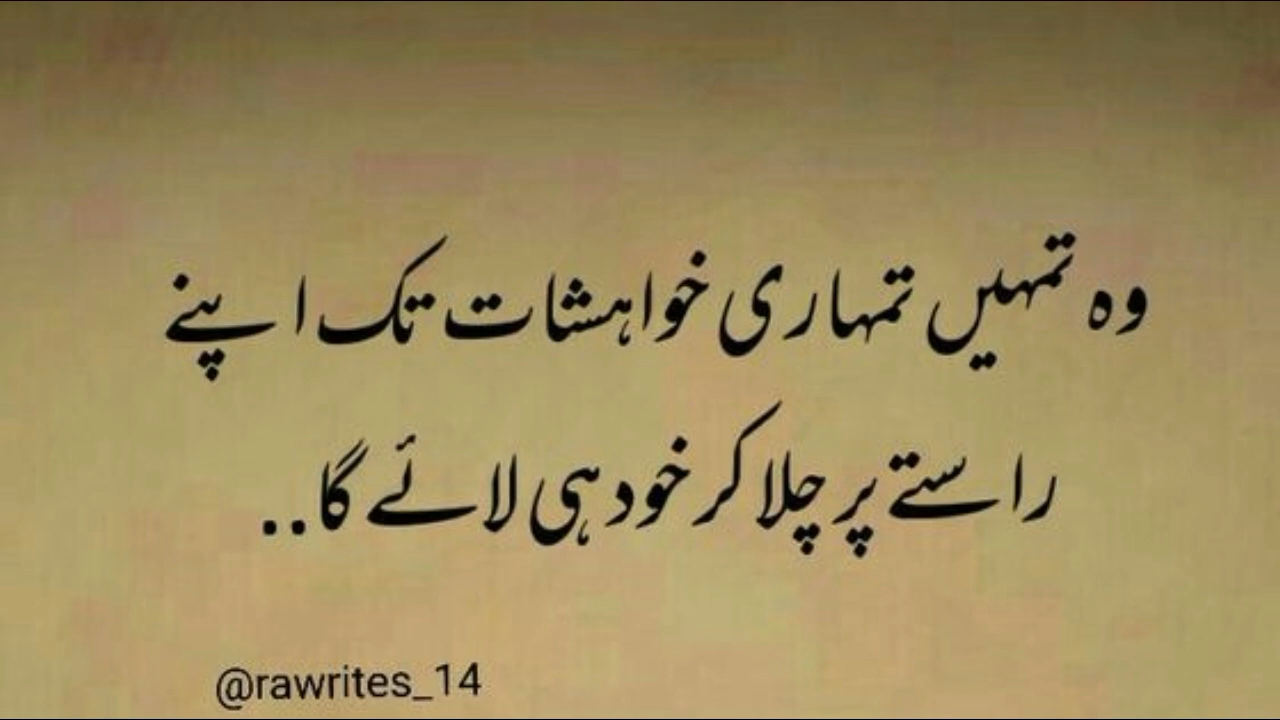 وہ تمہیں تمہاری خواہشات تک اپنے
راستے پر چلا کر خود ہی لائے گا..
@rawrites_14